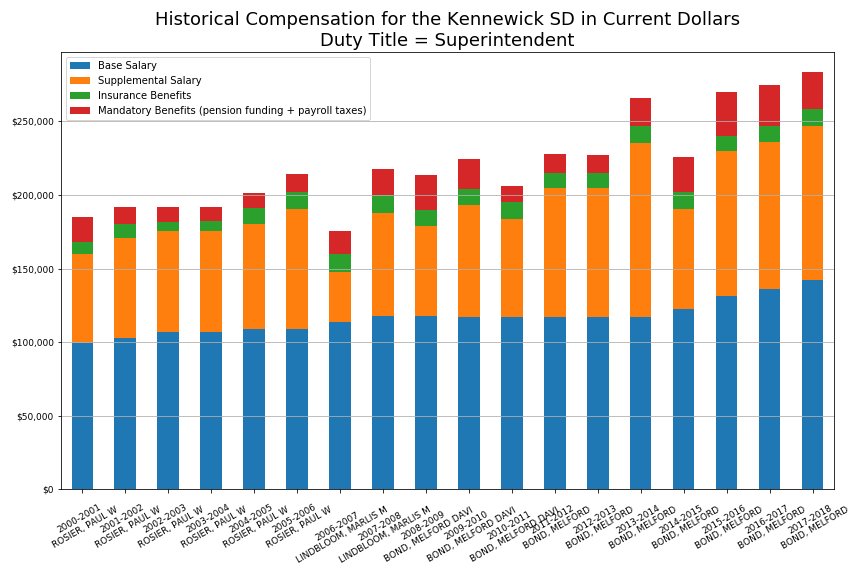 Historical Compensation for the Kennewick SD in Current Dollars
Duty Title = Superintendent
Base Salary
Supplemental Salary
Insurance Benefits
Mandatory Benefits (pension funding + payroll taxes)
$250,000
$200,000
$150,000
$100,000
$50,000
$0
2000-2001
ROSIER, PAUL W
2001-2002
ROSIER, PAUL W
2002-2003
ROSIER, PAUL W
2003-2004
ROSIER, PAUL W
2004-2005
ROSIER, PAUL W
2005-2006
ROSIER, PAUL W
2006-2007
LINDBLOOM, MARLIS M
2007-2008
LINDBLOOM, MARLIS M
2008-2009
BOND, MELFORD DAVI
2009-2010
BOND, MELFORD DAVI
2010-2011
BOND, MELFORD DAVI
2011-2012
BOND, MELFORD
2012-2013
BOND, MELFORD
2013-2014
BOND, MELFORD
2014-2015
BOND, MELFORD
2015-2016
BOND, MELFORD
2016-2017
BOND, MELFORD
2017-2018
BOND, MELFORD